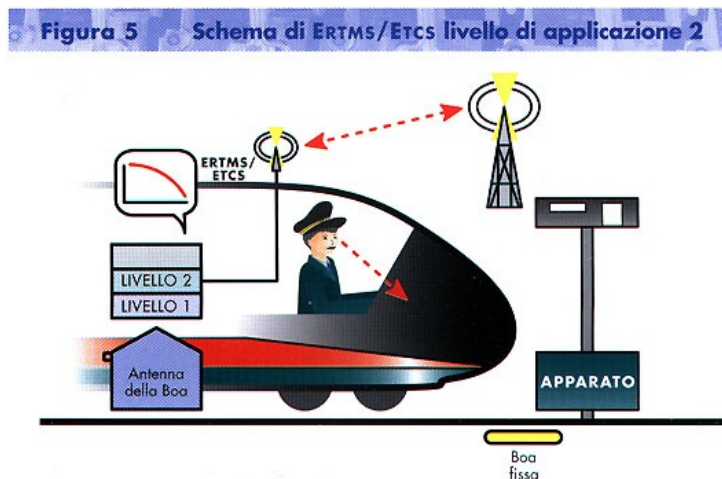 Figura 5 Schema di ERTMS/ETCS livello di applicazione 2
ERTMS/
ETCS
LIVELLO 2
LIVELLO 1
Antenna
della Boa
APPARATO
Boa
fissa